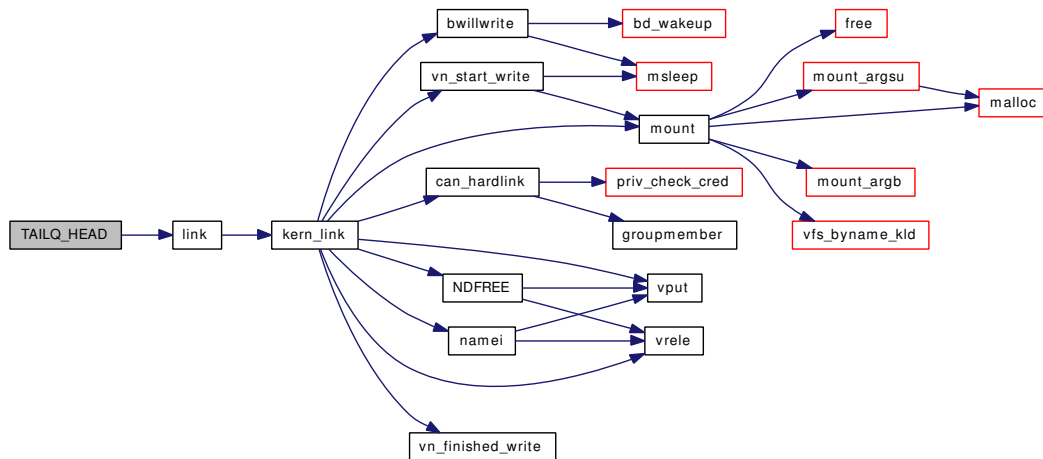 TAILQ_HEAD
link
kern_link
bwillwrite
vn_start_write
can_hardlink
NDFREE
namei
vn_finished_write
bd_wakeup
msleep
mount
priv_check_cred
groupmember
vput
vrele
free
mount_argsu
mount_argb
vfs_byname_kld
malloc